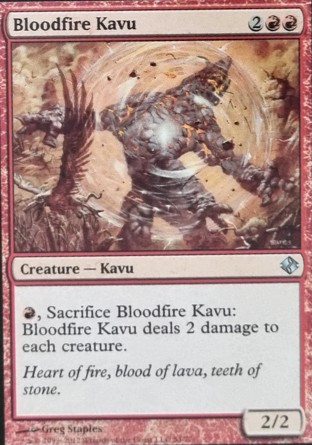 Bloodfire Kavu 2
Creature — Kavu
, Sacrifice Bloodfire Kavu:
Bloodfire Kavu deals 2 damage to
each creature.
Heart of fire, blood of lava, teeth of
stone.
Greg Staples
2/2